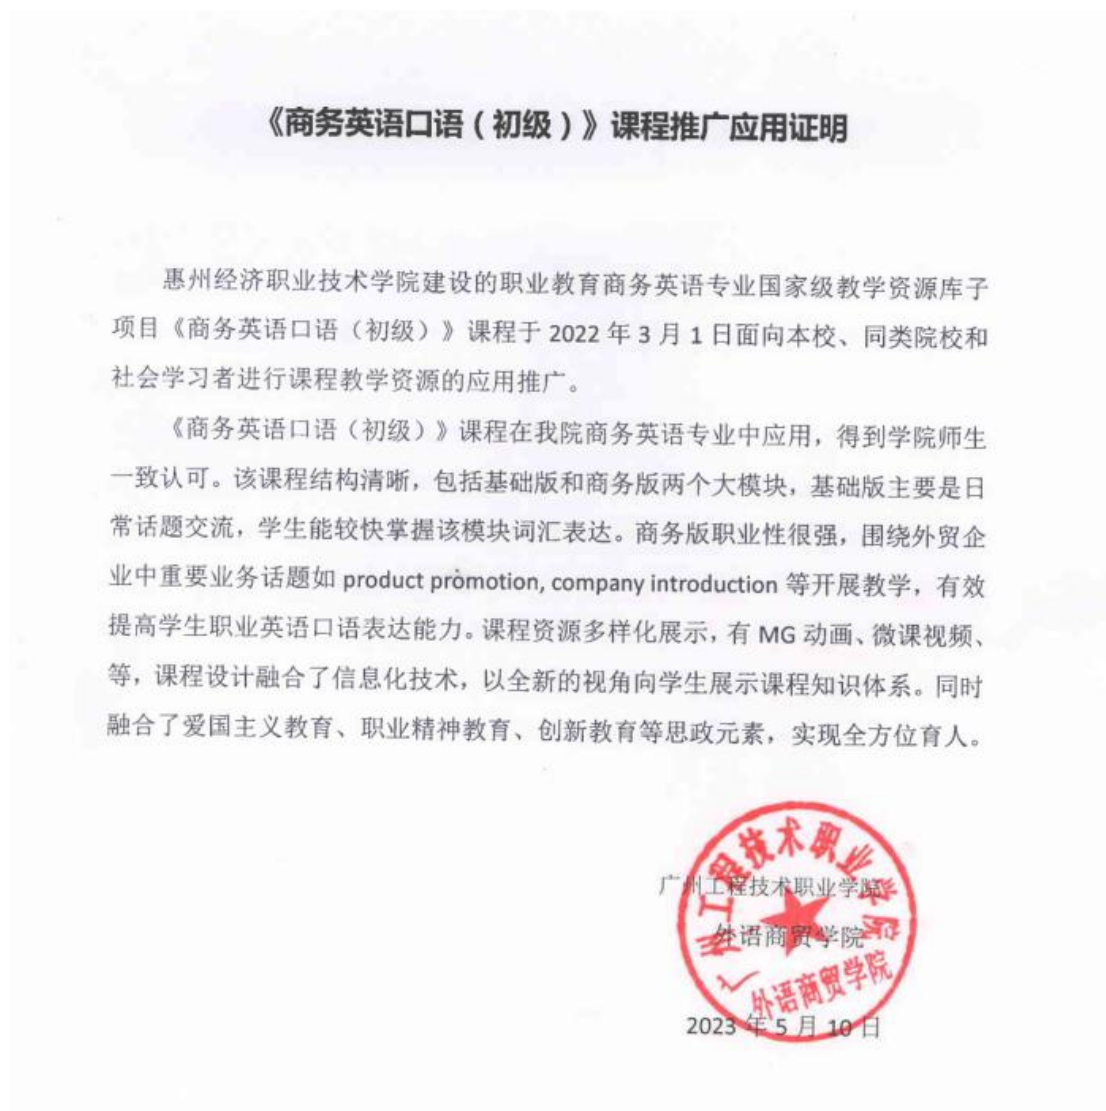 《商务英语口语（初级）》课程推广应用证明
惠州经济职业技术学院建设的职业教育商务英语专业国家级教学资源库子
项目《商务英语口语（初级）》课程于 2022 年 3 月 1 日面向本校、同类院校和
社会学习者进行课程教学资源的应用推广。
《商务英语口语（初级）》课程在我院商务英语专业中应用，得到学院师生
一致认可。该课程结构清晰，包括基础版和商务版两个大模块，基础版主要是日
常话题交流，学生能较快掌握该模块词汇表达。商务版职业性很强，围绕外贸企
业中重要业务话题如 product promotion, company introduction 等开展教学，有效
提高学生职业英语口语表达能力。课程资源多样化展示，有 MG 动画、微课视频、
等，课程设计融合了信息化技术，以全新的视角向学生展示课程知识体系。同时
融合了爱国主义教育、职业精神教育、创新教育等思政元素，实现全方位育人。
广州工程技术职业学院
外语商贸学院
2023 年 5 月 10 日
广州工程技术职业学院
外语商贸学院